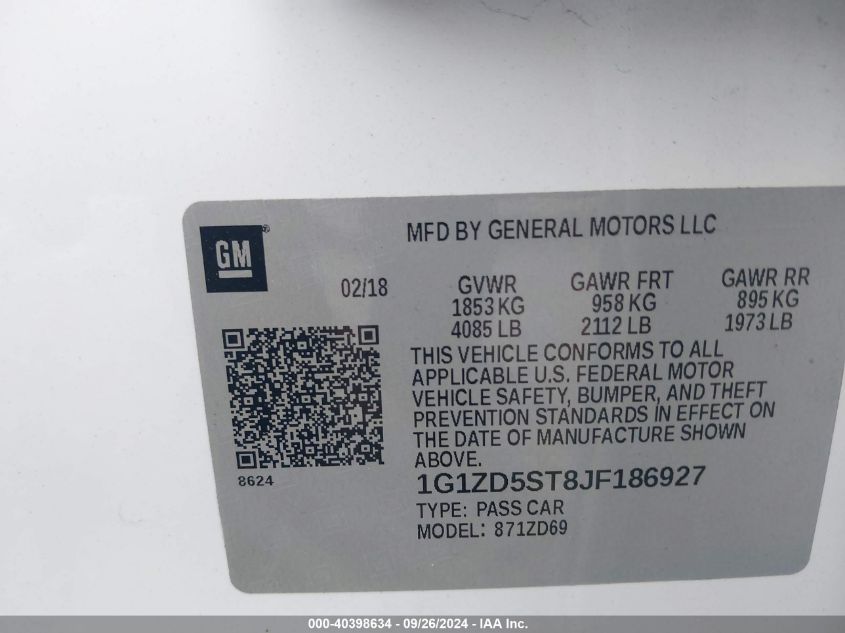 MFD BY GENERAL MOTORS LLC
GM®
02/18
GVWR GAWR FRT GAWR RR
1853 KG 958 KG 895 KG
4085 LB 2112 LB 1973 LB
THIS VEHICLE CONFORMS TO ALL
APPLICABLE U.S. FEDERAL MOTOR
VEHICLE SAFETY, BUMPER, AND THEFT
PREVENTION STANDARDS IN EFFECT ON
THE DATE OF MANUFACTURE SHOWN
ABOVE.
8624
1G1ZD5ST8JF186927
TYPE: PASS CAR
MODEL: 871ZD69
000-40398634 - 09/26/2024 - IAA Inc.